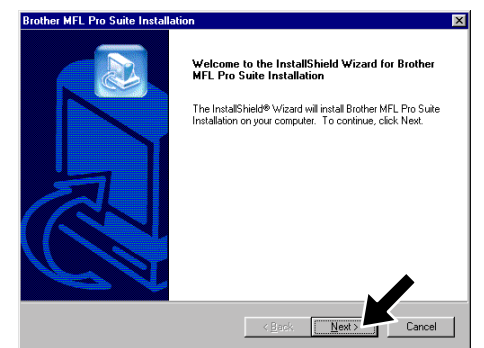 Brother MFL Pro Suite Installation
Welcome to the InstallShield Wizard for Brother
MFL Pro Suite Installation
The InstallShield® Wizard will install Brother MFL Pro Suite
Installation on your computer. To continue, click Next.
< Back
Next >
Cancel